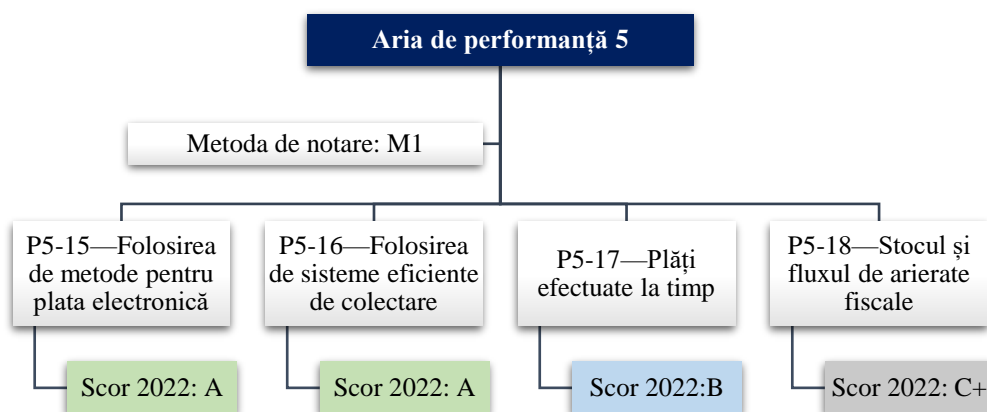 Aria de performanță 5
Metoda de notare: M1
P5-15—Folosirea
de metode pentru
plata electronică
P5-16—Folosirea
de sisteme eficiente
de colectare
P5-17—Plăți
efectuate la timp
P5-18—Stocul și
fluxul de arierate
fiscale
Scor 2022: A
Scor 2022: A
Scor 2022:B
Scor 2022: C+